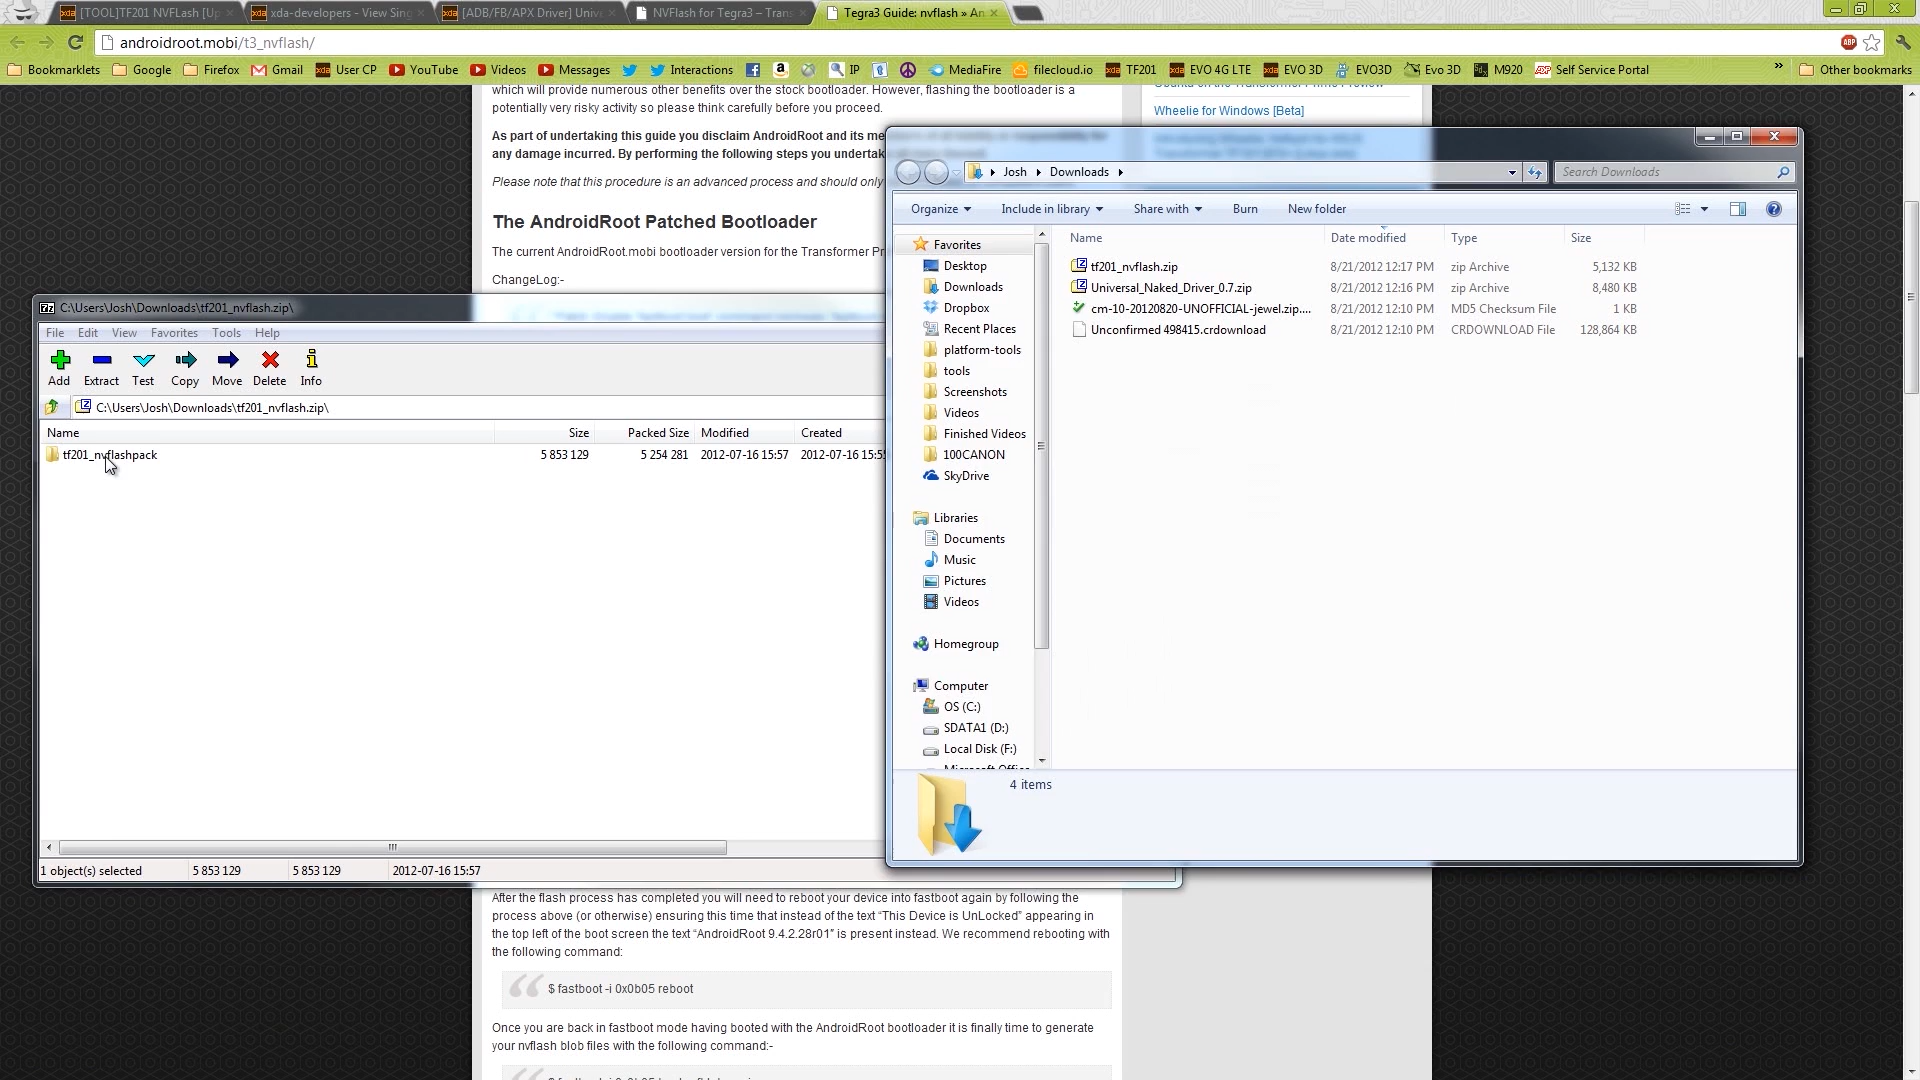 [TOOL]TF201 NVFLash [Up
xda-developers - View Sing
[ADB/FB/APX Driver] Unive
NVFlash for Tegra3 – Trans
Tegra3 Guide: nvflash » An
androidroot.mobi/t3_nvflash/
ABP
Bookmarklets Google Firefox Gmail User CP YouTube Videos Messages Interactions IP MediaFire filecloud.io TF201 EVO 4G LTE EVO 3D EVO3D Evo 3D M920 Self Service Portal » Other bookmarks
which will provide numerous other benefits over the stock bootloader. However, flashing the bootloader is a
potentially very risky activity so please think carefully before you proceed.
As part of undertaking this guide you disclaim AndroidRoot and its
any damage incurred. By performing the following steps you undertak
Please note that this procedure is an advanced process and should only
The AndroidRoot Patched Bootloader
The current AndroidRoot.mobi bootloader version for the Transformer Pr
ChangeLog:-
Wheelie for Windows [Beta]
C:\Users\Josh\Downloads\tf201_nvflash.zip\
File Edit View Favorites Tools Help
Add Extract Test Copy Move Delete Info
C:\Users\Josh\Downloads\tf201_nvflash.zip\
Name Size Packed Size Modified Created
tf201_nvflashpack 5 853 129 5 254 281 2012-07-16 15:57 2012-07-16 15:5
1 object(s) selected 5 853 129 5 853 129 2012-07-16 15:57
Josh Downloads
Search Downloads
Organize Include in library Share with Burn New folder
Favorites
Desktop
Downloads
Dropbox
Recent Places
platform-tools
tools
Screenshots
Videos
Finished Videos
100CANON
SkyDrive
Libraries
Documents
Music
Pictures
Videos
Homegroup
Computer
OS (C:)
SDATA1 (D:)
Local Disk (F:)
Microsoft Office
Name Date modified Type Size
tf201_nvflash.zip 8/21/2012 12:17 PM zip Archive 5,132 KB
Universal_Naked_Driver_0.7.zip 8/21/2012 12:16 PM zip Archive 8,480 KB
cm-10-20120820-UNOFFICIAL-jewel.zip.... 8/21/2012 12:10 PM MD5 Checksum File 1 KB
Unconfirmed 498415.crdownload 8/21/2012 12:10 PM CRDOWNLOAD File 128,864 KB
4 items
After the flash process has completed you will need to reboot your device into fastboot again by following the
process above (or otherwise) ensuring this time that instead of the text “This Device is UnLocked” appearing in
the top left of the boot screen the text “AndroidRoot 9.4.2.28r01” is present instead. We recommend rebooting with
the following command:
$ fastboot -i 0x0b05 reboot
Once you are back in fastboot mode having booted with the AndroidRoot bootloader it is finally time to generate
your nvflash blob files with the following command:-